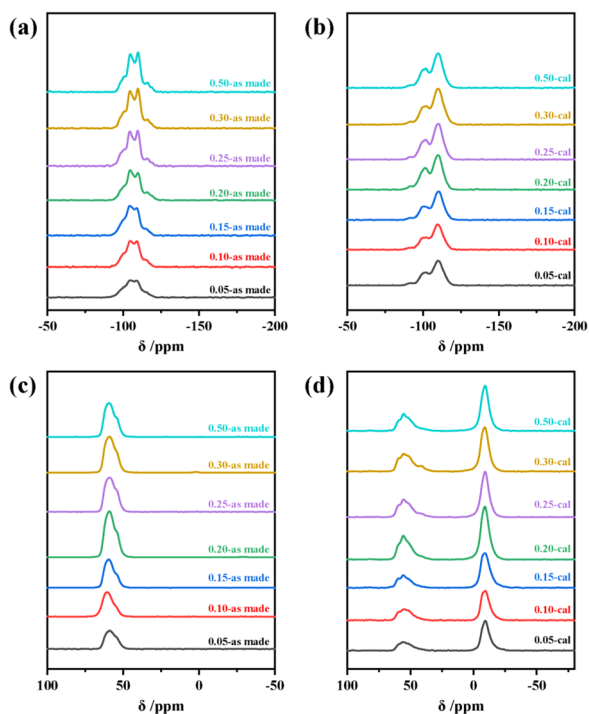 (a)
0.50-as made
0.30-as made
0.25-as made
0.20-as made
0.15-as made
0.10-as made
0.05-as made
-50 -100 -150 -200
δ /ppm
(b)
0.50-cal
0.30-cal
0.25-cal
0.20-cal
0.15-cal
0.10-cal
0.05-cal
-50 -100 -150 -200
δ /ppm
(c)
0.50-as made
0.30-as made
0.25-as made
0.20-as made
0.15-as made
0.10-as made
0.05-as made
100 50 0 -50
δ /ppm
(d)
0.50-cal
0.30-cal
0.25-cal
0.20-cal
0.15-cal
0.10-cal
0.05-cal
100 50 0 -50
δ /ppm